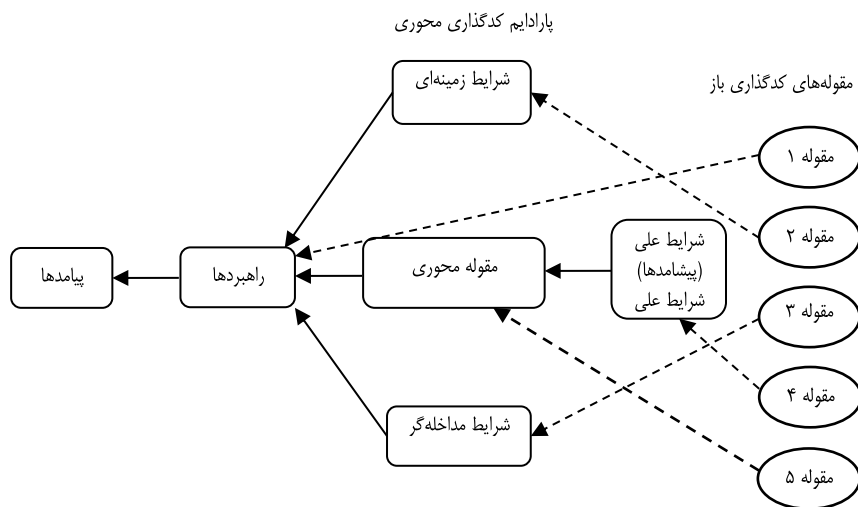 پارادایم کدگذاری محوری
مقوله‌های کدگذاری باز
شرایط زمینه‌ای
مقوله ۱
مقوله ۲
شرایط علی
(پیشامدها)
شرایط علی
مقوله محوری
راهبردها
پیامدها
مقوله ۳
مقوله ۴
شرایط مداخله‌گر
مقوله ۵